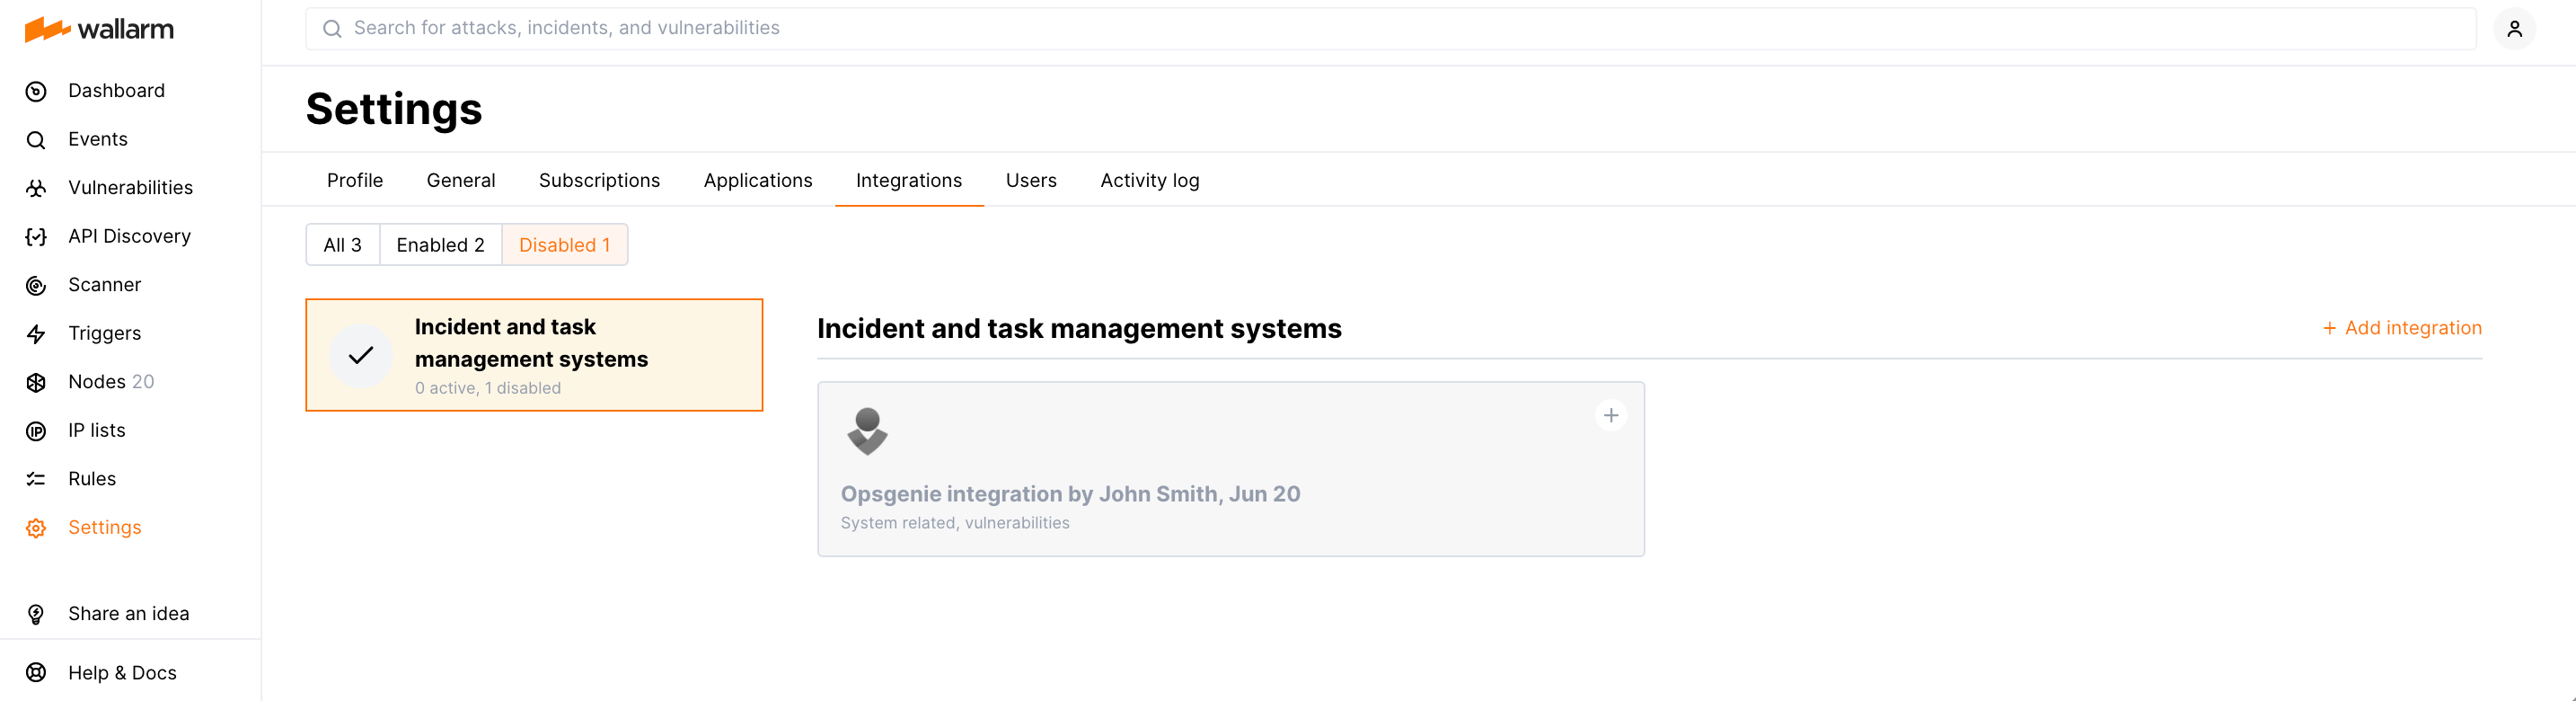 wallarm
Search for attacks, incidents, and vulnerabilities
Dashboard
Events
Vulnerabilities
API Discovery
Scanner
Triggers
Nodes 20
IP lists
Rules
Settings
Share an idea
Help & Docs
Settings
Profile
General
Subscriptions
Applications
Integrations
Users
Activity log
All 3
Enabled 2
Disabled 1
Incident and task
management systems
0 active, 1 disabled
Incident and task management systems
+ Add integration
Opsgenie integration by John Smith, Jun 20
System related, vulnerabilities